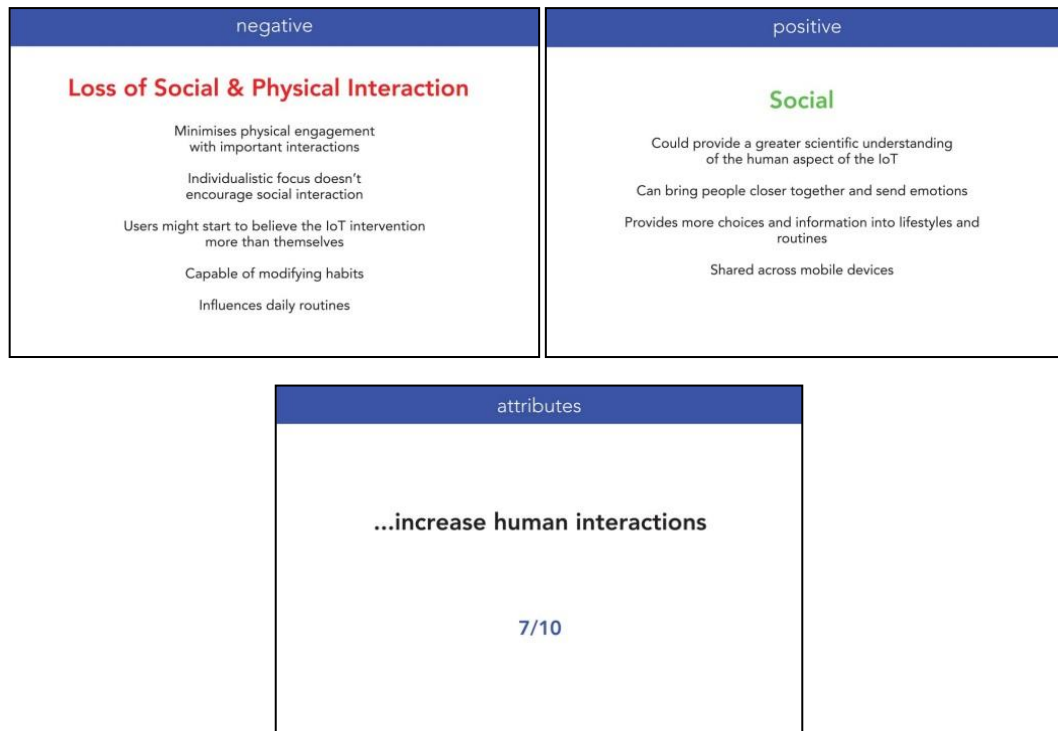 negative
Loss of Social & Physical Interaction
Minimises physical engagement
with important interactions
Individualistic focus doesn't
encourage social interaction
Users might start to believe the IoT intervention
more than themselves
Capable of modifying habits
Influences daily routines
positive
Social
Could provide a greater scientific understanding
of the human aspect of the IoT
Can bring people closer together and send emotions
Provides more choices and information into lifestyles and
routines
Shared across mobile devices
attributes
...increase human interactions
7/10